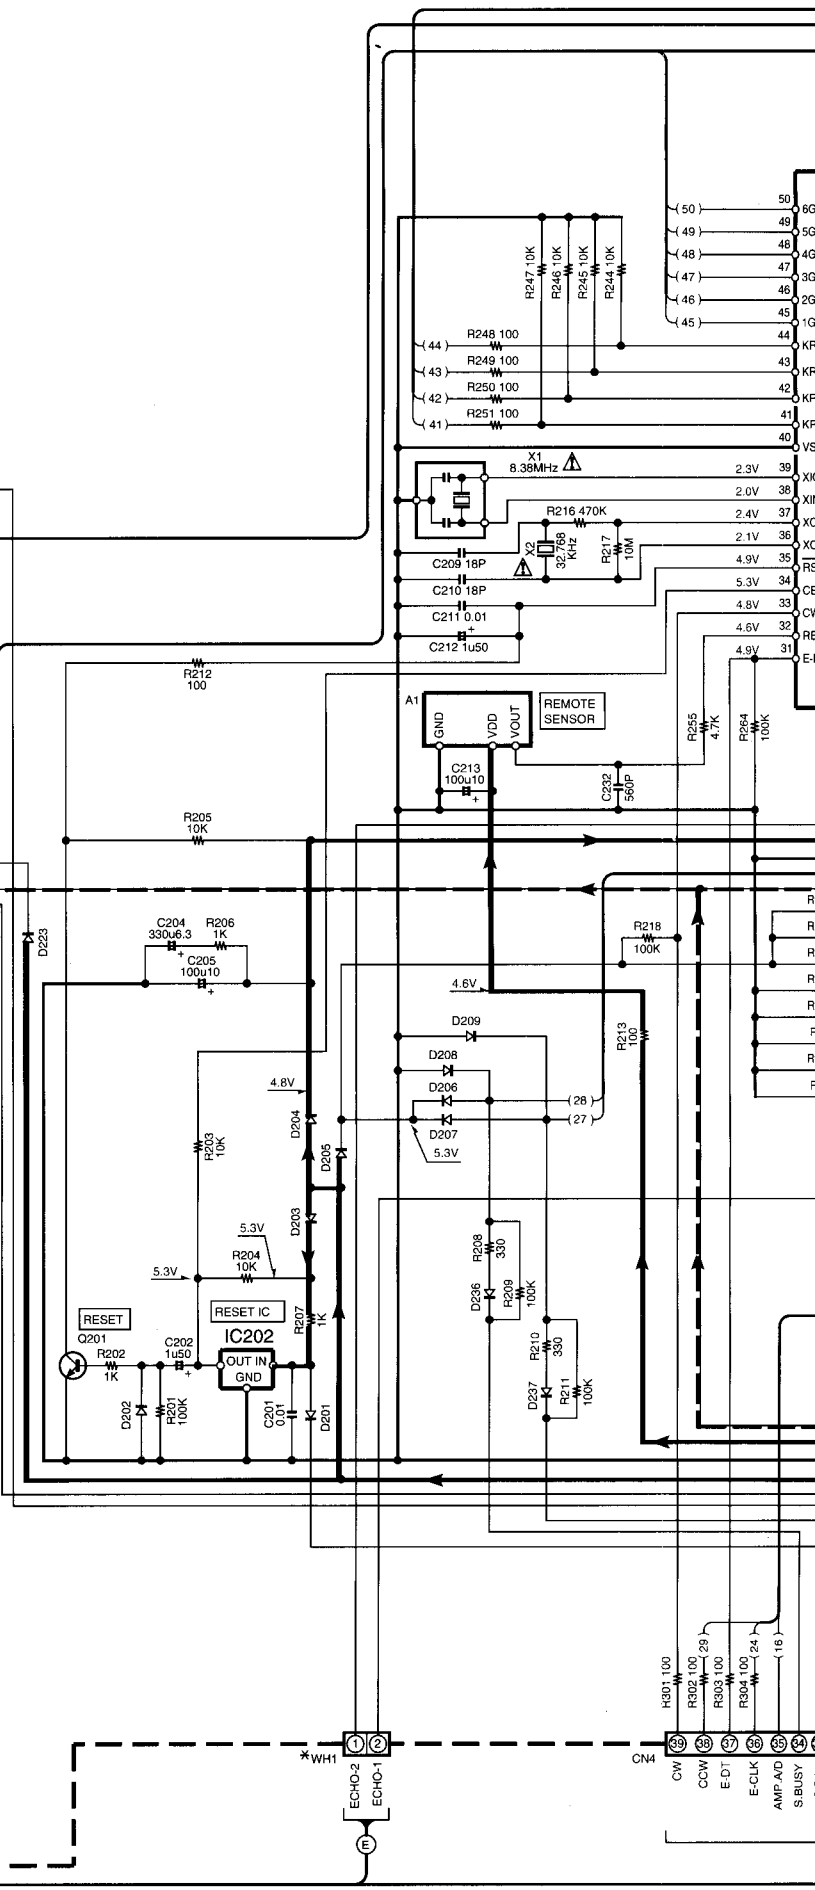 50
( 50 )
6G
49
( 49 )
5G
48
( 48 )
4G
47
( 47 )
3G
46
( 46 )
2G
45
( 45 )
1G
R247 10K
R246 10K
R245 10K
R244 10K
44
( 44 )
R248 100
KR
43
( 43 )
R249 100
KR
42
( 42 )
R250 100
41
( 41 )
R251 100
40
VS
X1
8.38MHz
2.3V
39
2.0V
38
XIN
R216 470K
2.4V
37
XC
X2
32.768
KHz
R217
10M
2.1V
36
XC
C209 18P
4.9V
35
RS
C210 18P
5.3V
34
CE
C211 0.01
4.8V
33
CW
C212 1u50
4.6V
32
RE
4.9V
31
R212
100
A1
GND
VDD
VOUT
REMOTE
SENSOR
R255
4.7K
R264
100K
C213
100u10
+
C232
560P
R205
10K
D223
C204
330u6.3
+
R206
1K
C205
100u10
+
R218
100K
R
R
R
R
R
R
R
4.6V
R213
100
D209
D208
D206
( 28 )
D207
( 27 )
5.3V
4.8V
D204
R203
10K
D205
D203
5.3V
R204
10K
5.3V
R208
330
D236
R209
100K
R207
1K
RESET
RESET IC
Q201
IC202
R202
1K
C202
1u50
+
OUT IN
GND
R210
330
D237
R211
100K
D202
R201
100K
C201
0.01
D201
R301 100
R302 100
( 29 )
R303 100
R304 100
( 24 )
( 16 )
*WH1
1
2
CN4
39
38
37
36
35
34
ECHO-2
ECHO-1
CW
CCW
E-DT
E-CLK
AMP.A/D
S.BUSY
E